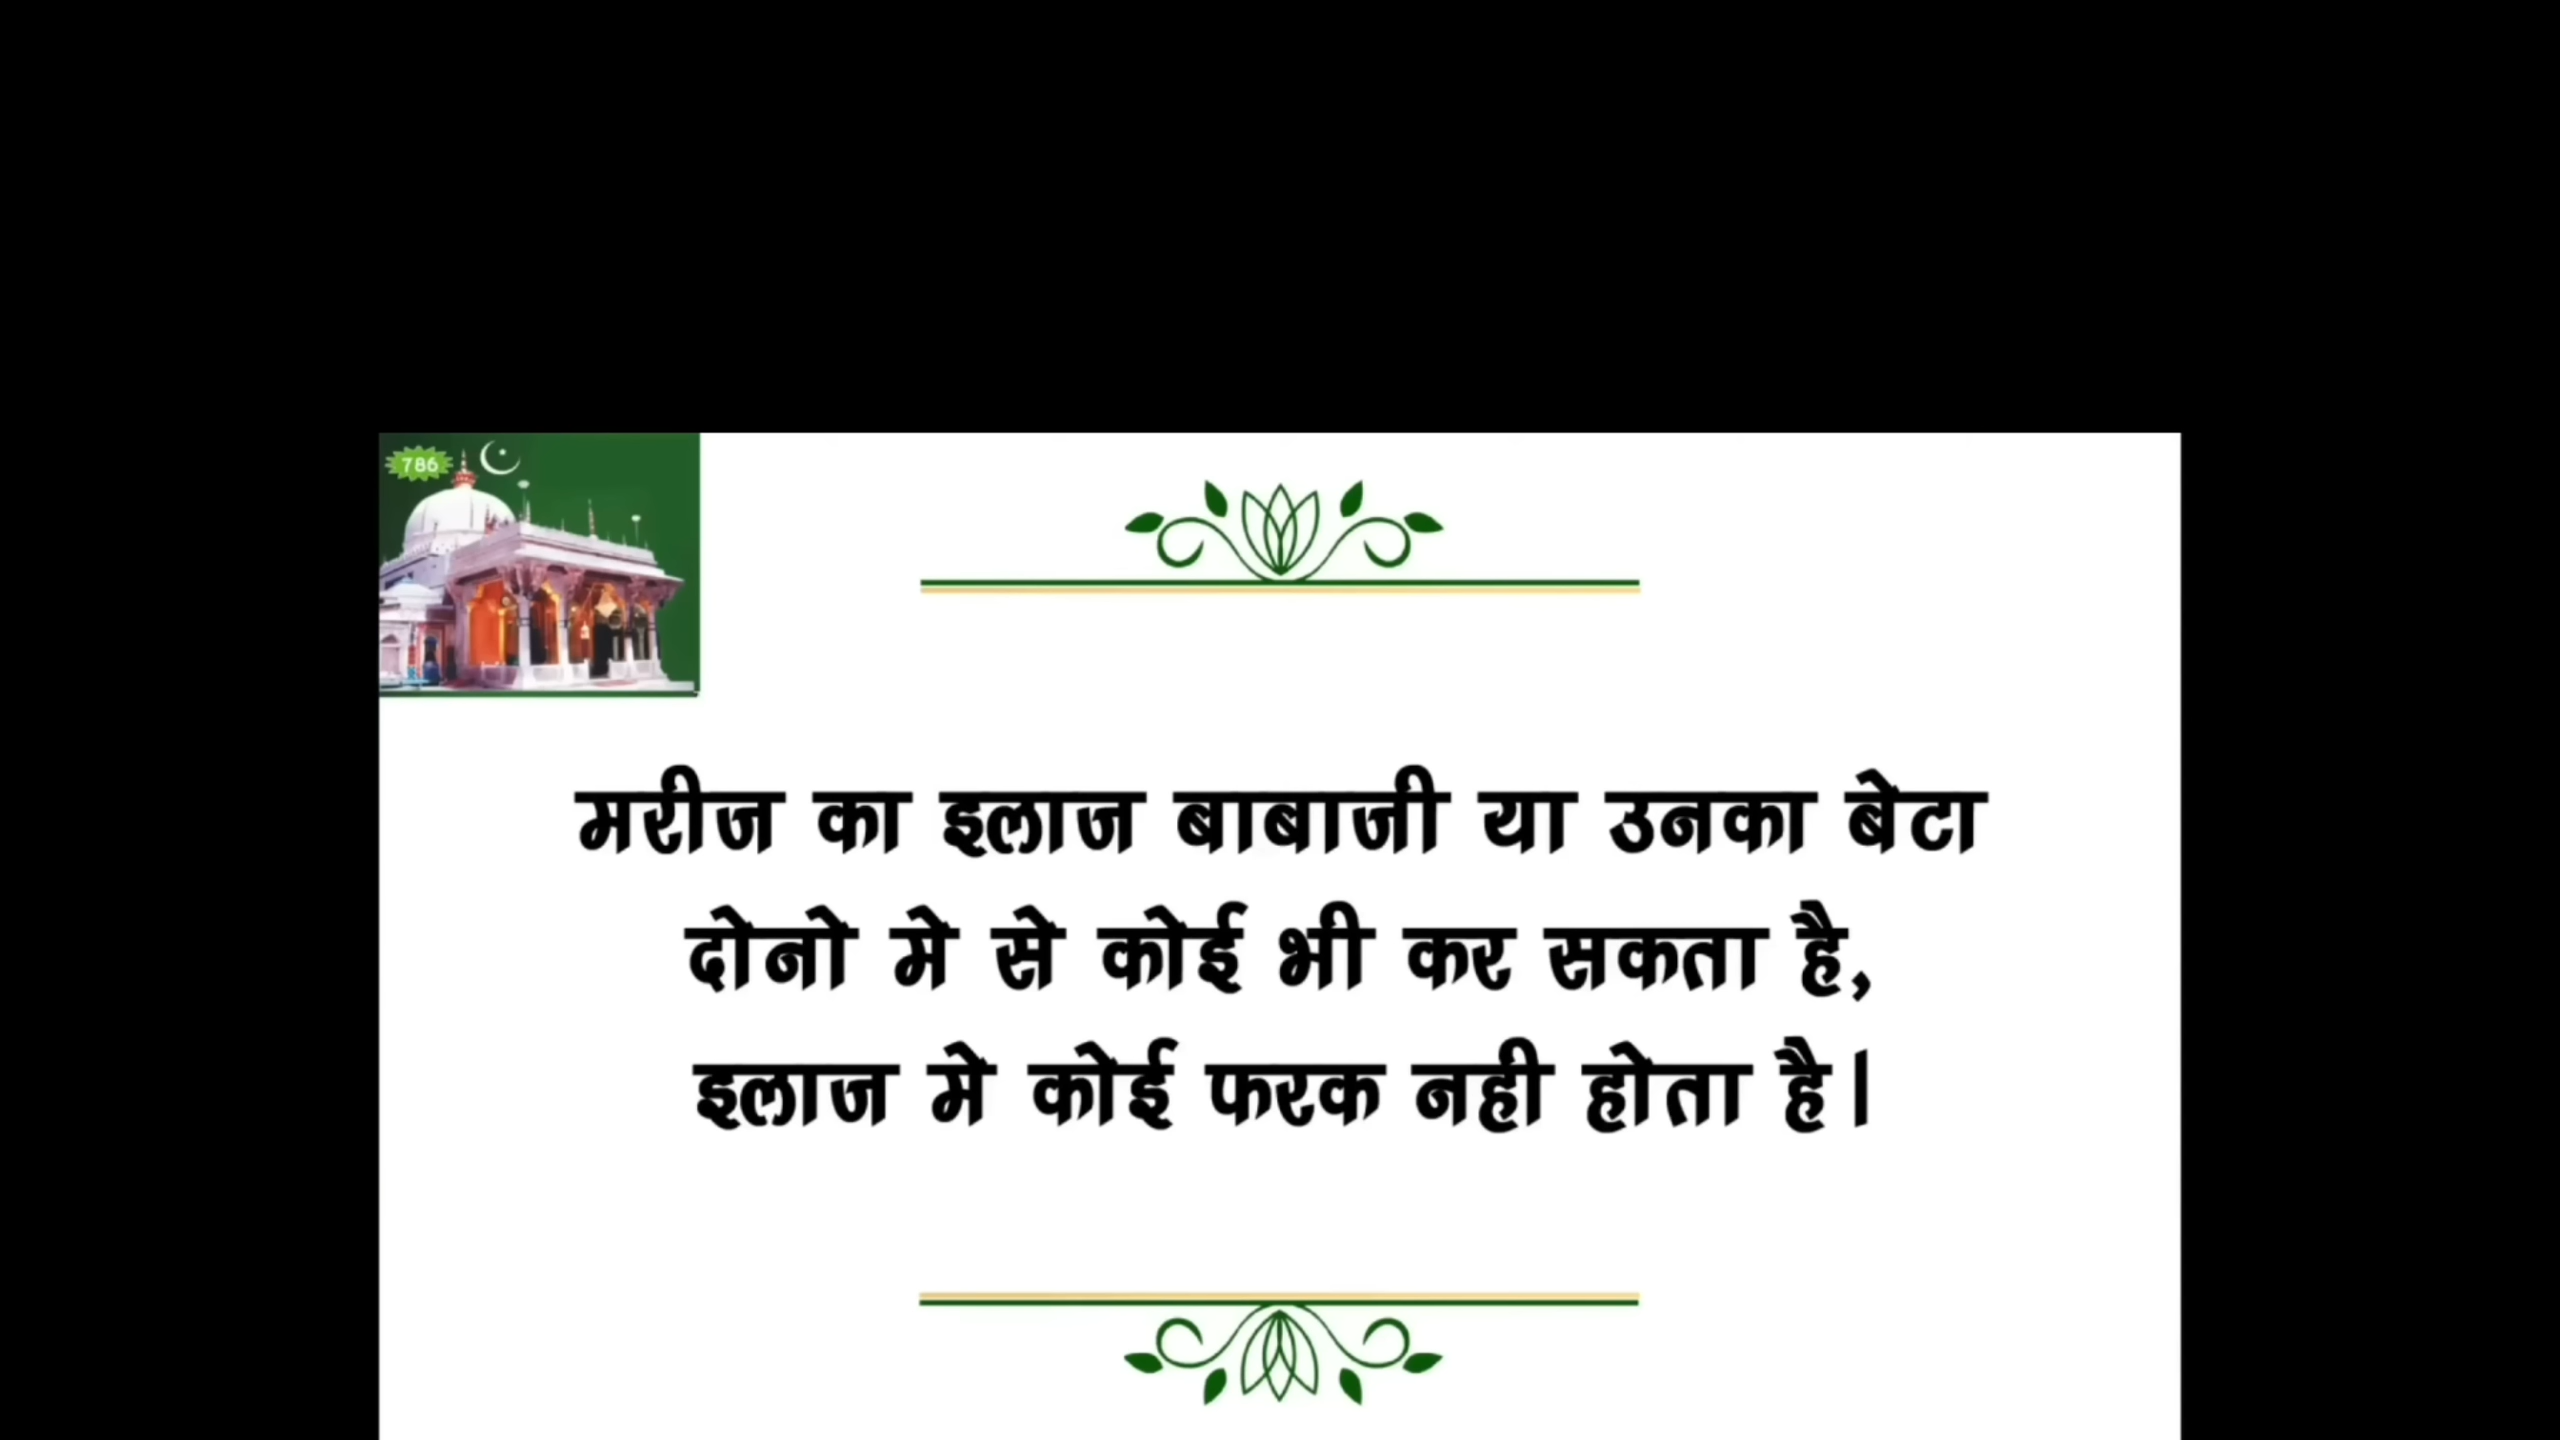 786
मरीज का इलाज बाबाजी या उनका बेटा
दोनो मे से कोई भी कर सकता है,
इलाज मे कोई फरक नही होता है।